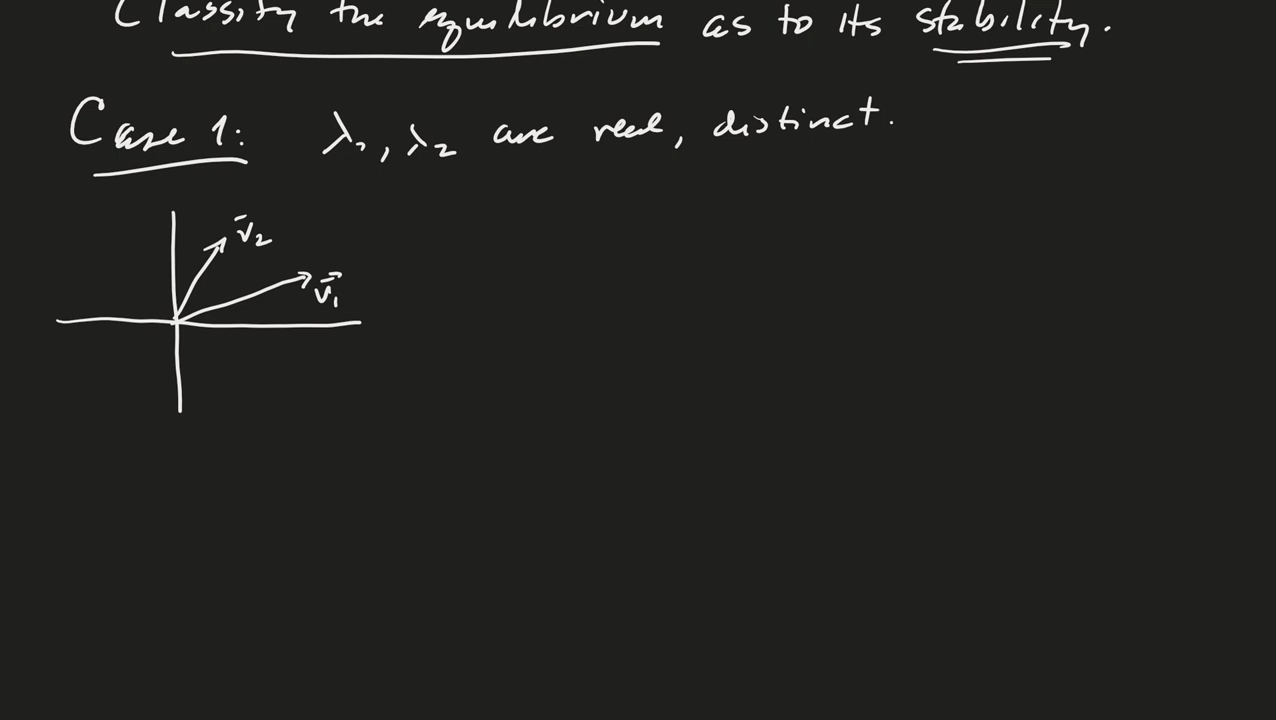 Classify the equilibrium as to its stability.
Case 1: λ₁, λ₂ are real, distinct.
v⃗₂
v⃗₁